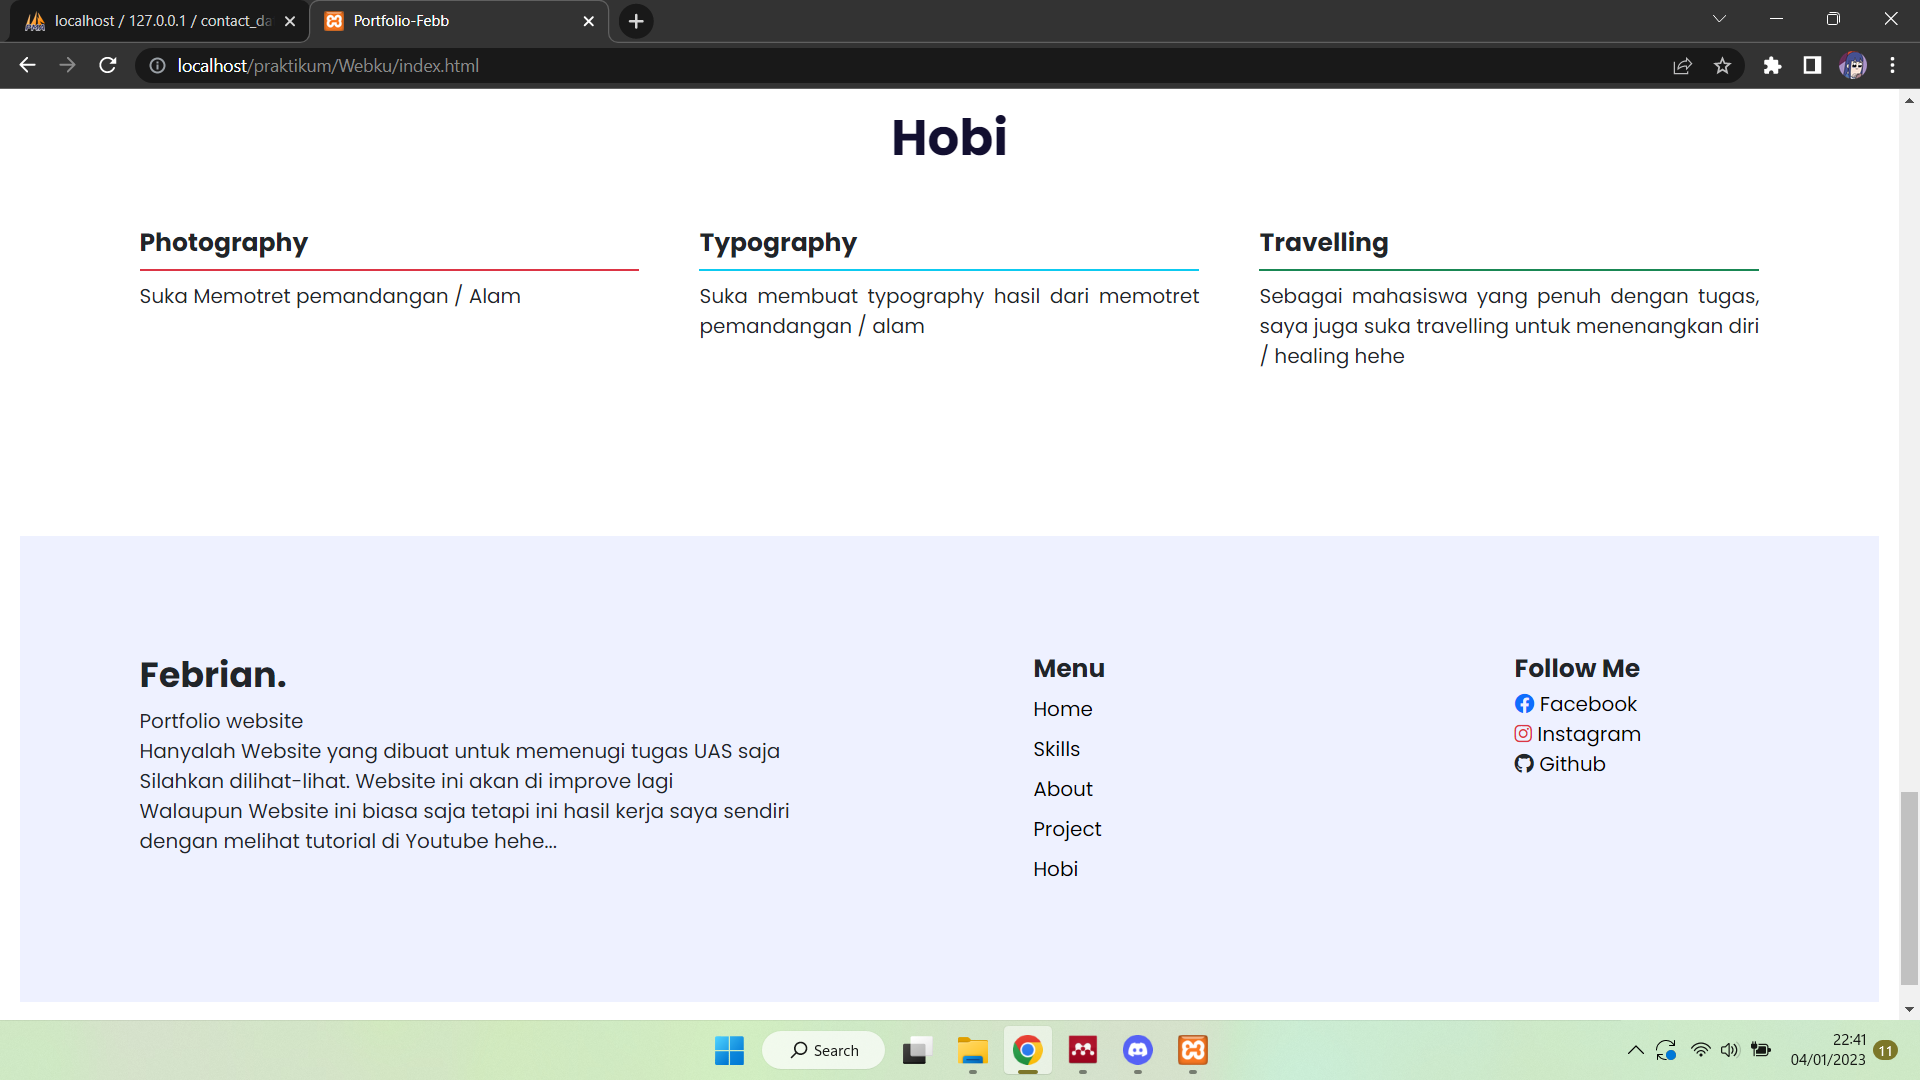 localhost / 127.0.0.1 / contact_da
Portfolio-Febb
localhost/praktikum/Webku/index.html
Hobi
Photography
Suka Memotret pemandangan / Alam
Typography
Suka membuat typography hasil dari memotret
pemandangan / alam
Travelling
Sebagai mahasiswa yang penuh dengan tugas,
saya juga suka travelling untuk menenangkan diri
/ healing hehe
Febrian.
Portfolio website
Hanyalah Website yang dibuat untuk memenugi tugas UAS saja
Silahkan dilihat-lihat. Website ini akan di improve lagi
Walaupun Website ini biasa saja tetapi ini hasil kerja saya sendiri
dengan melihat tutorial di Youtube hehe...
Menu
Home
Skills
About
Project
Hobi
Follow Me
Facebook
Instagram
Github
Search
22:41
04/01/2023
11